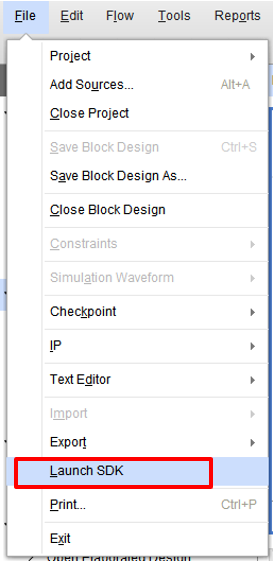 File Edit Flow Tools Reports
Project
Add Sources... Alt+A
Close Project
Save Block Design Ctrl+S
Save Block Design As...
Close Block Design
Constraints
Simulation Waveform
Checkpoint
IP
Text Editor
Import
Export
Launch SDK
Print... Ctrl+P
Exit
Open Elaborated Design